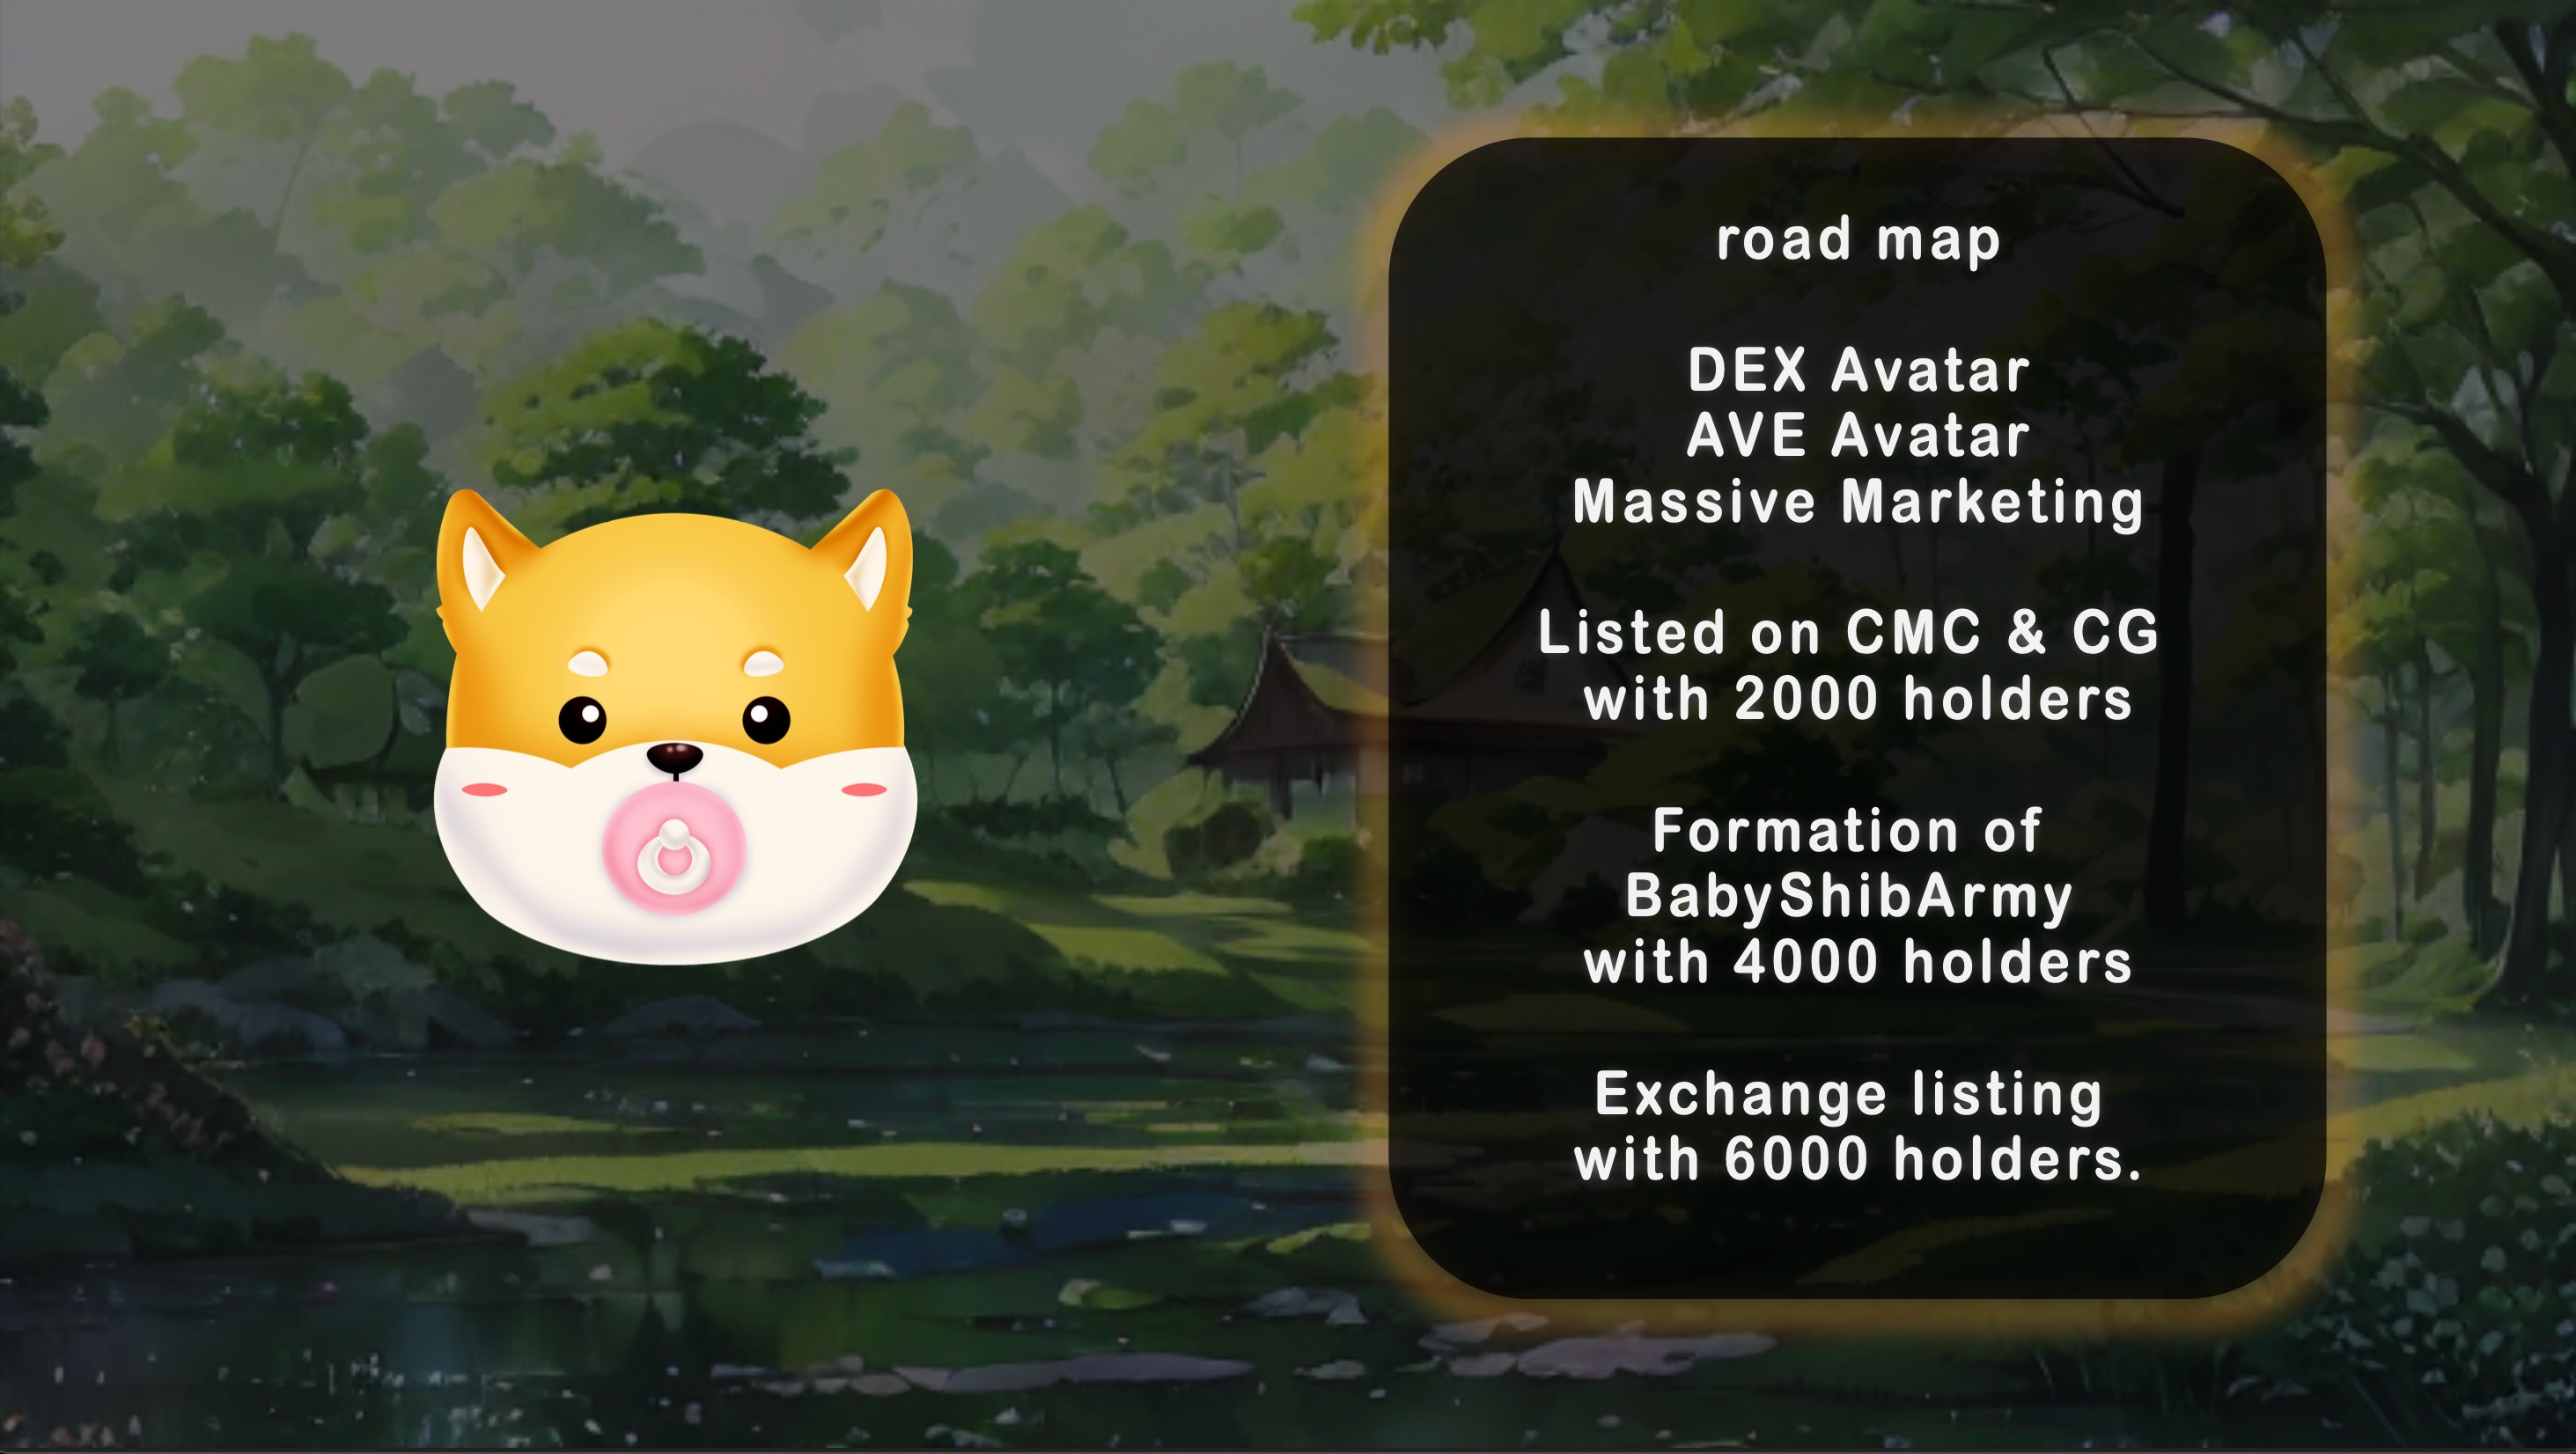 road map
DEX Avatar
AVE Avatar
Massive Marketing
Listed on CMC & CG
with 2000 holders
Formation of
BabyShibArmy
with 4000 holders
Exchange listing
with 6000 holders.